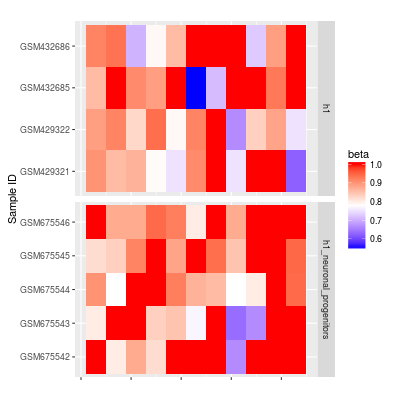 GSM432686
GSM432685
GSM429322
GSM429321
h1
GSM675546
GSM675545
GSM675544
GSM675543
GSM675542
h1_neuronal_progenitors
Sample ID
beta
1.0
0.9
0.8
0.7
0.6